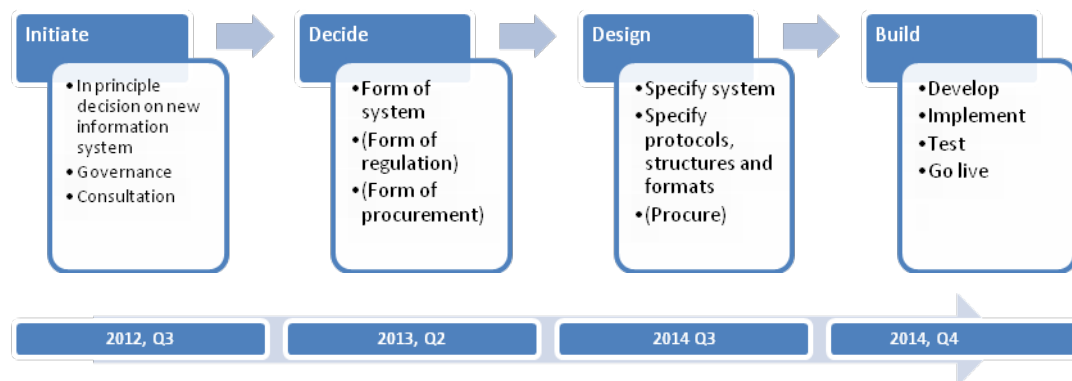 Initiate
• In principle
decision on new
information
system
• Governance
• Consultation
Decide
• Form of
system
• (Form of
regulation)
• (Form of
procurement)
Design
• Specify system
• Specify
protocols,
structures and
formats
• (Procure)
Build
• Develop
• Implement
• Test
• Go live
2012, Q3
2013, Q2
2014 Q3
2014, Q4